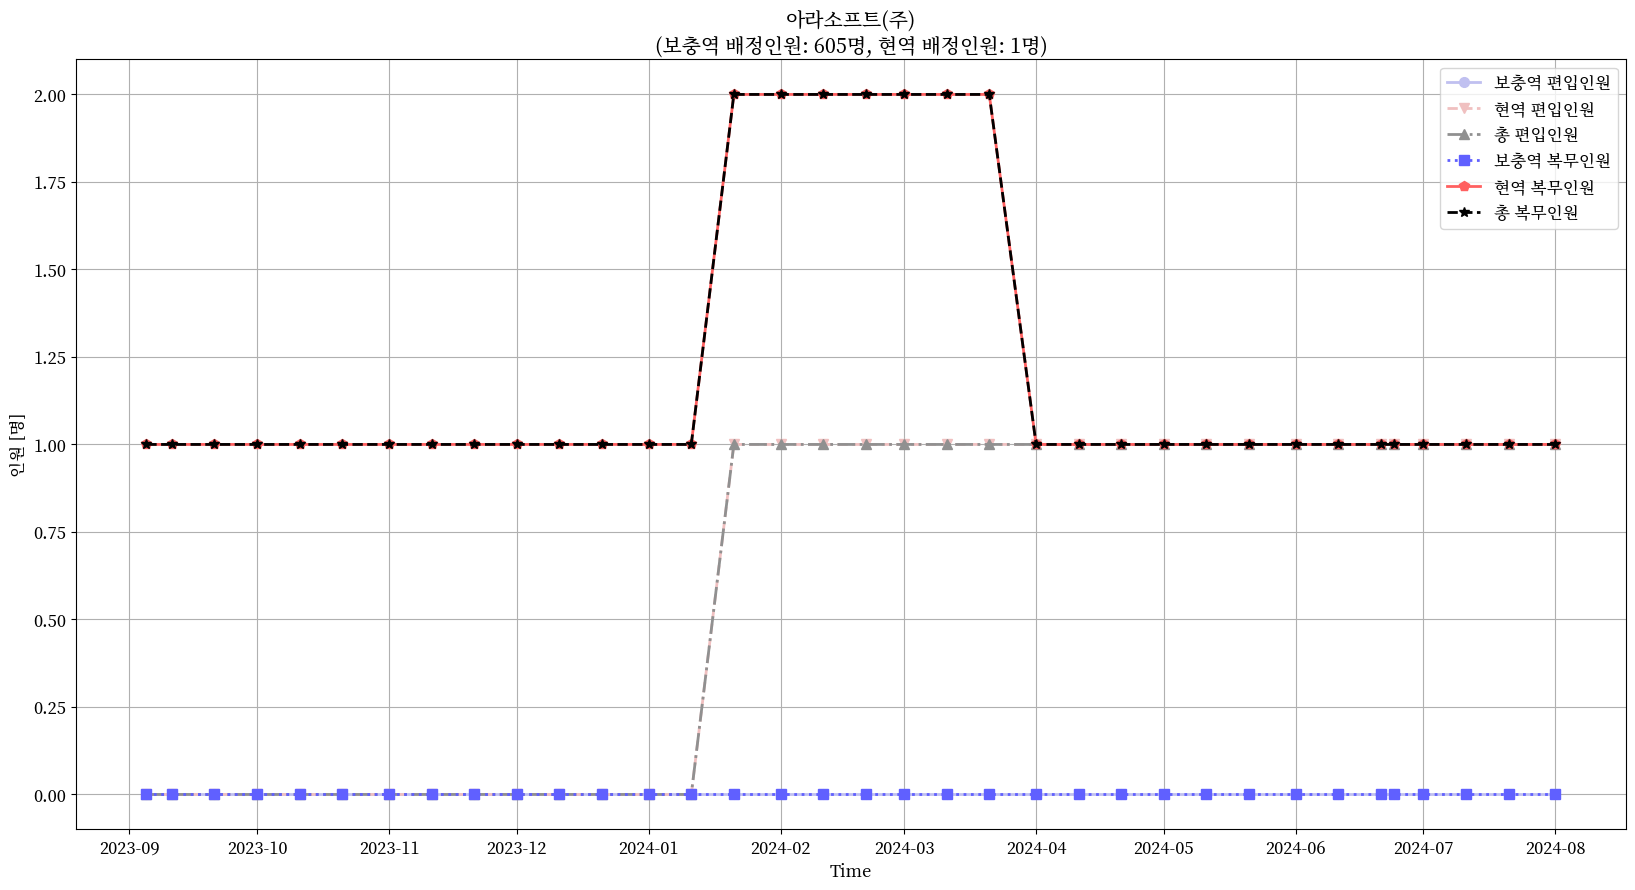 아라소프트(주)
(보충역 배정인원: 605명, 현역 배정인원: 1명)
보충역 편입인원
현역 편입인원
총 편입인원
보충역 복무인원
현역 복무인원
총 복무인원
인원 [명]
2.00
1.75
1.50
1.25
1.00
0.75
0.50
0.25
0.00
2023-09 2023-10 2023-11 2023-12 2024-01 2024-02 2024-03 2024-04 2024-05 2024-06 2024-07 2024-08
Time